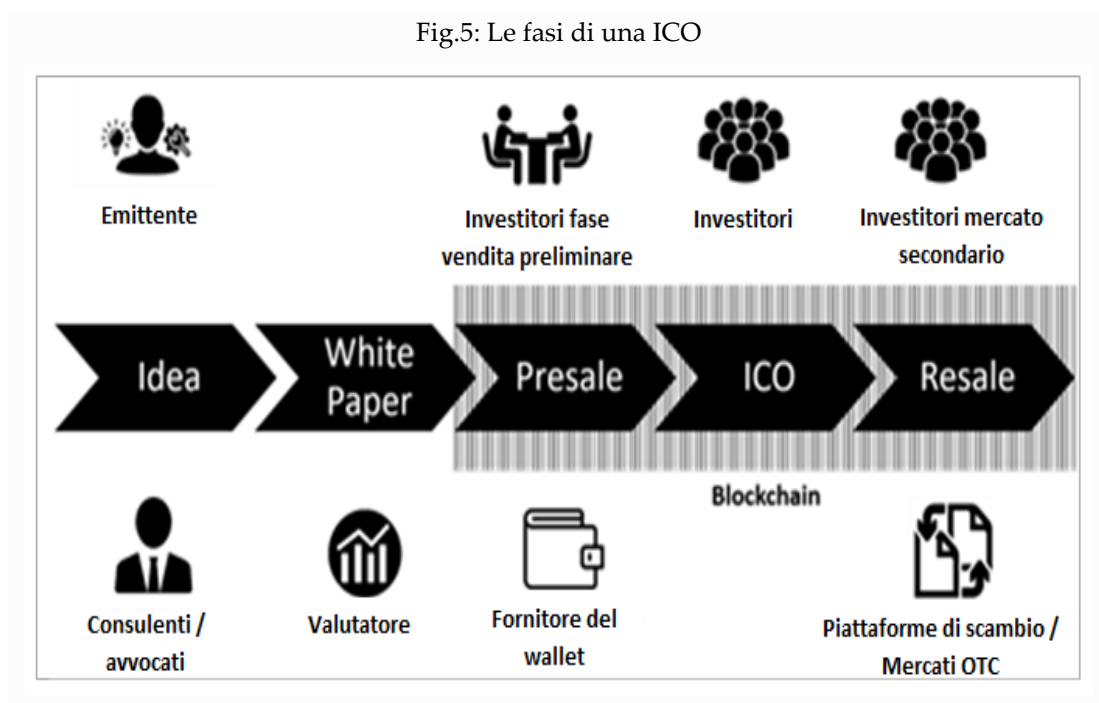 Fig.5: Le fasi di una ICO
Emittente
Investitori fase
vendita preliminare
Investitori
Investitori mercato
secondario
Idea
White
Paper
Presale
ICO
Resale
Blockchain
Consulenti /
avvocati
Valutatore
Fornitore del
wallet
Piattaforme di scambio /
Mercati OTC